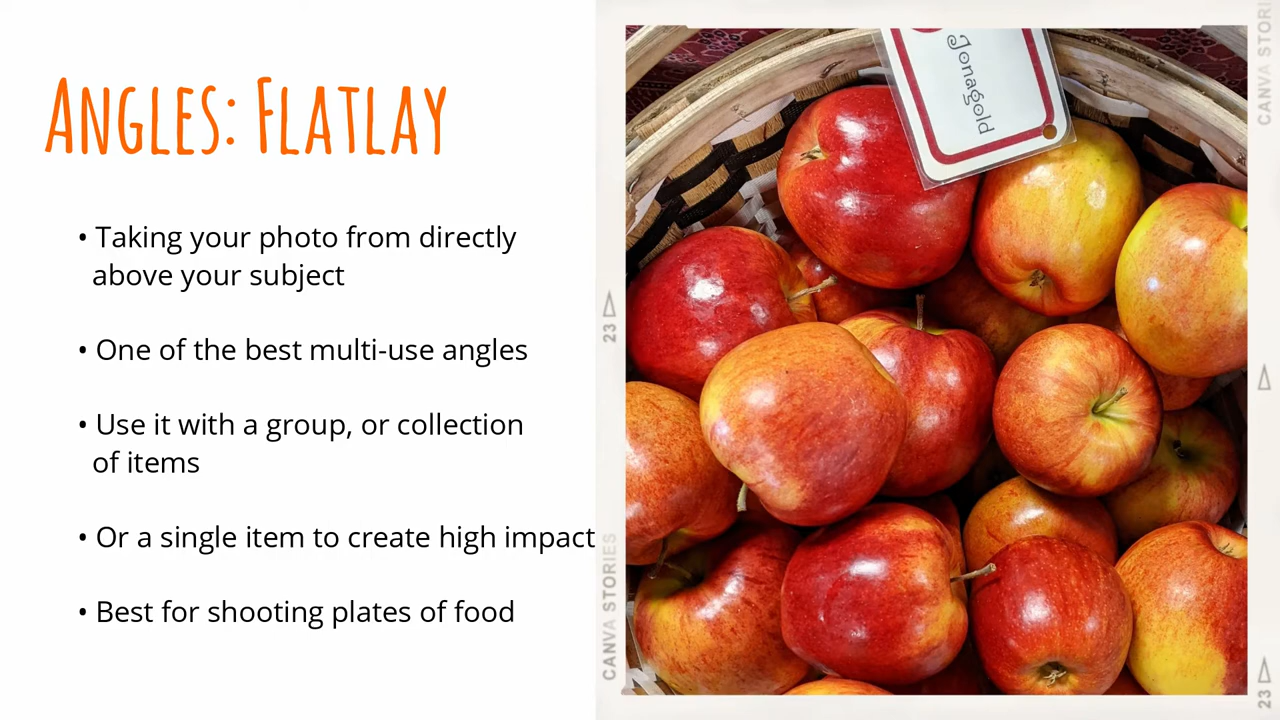 Angles: Flatlay
• Taking your photo from directly
above your subject
• One of the best multi-use angles
• Use it with a group, or collection
of items
• Or a single item to create high impact
• Best for shooting plates of food
Jonagold
23
CANVA STORIES
CANVA STORI
23